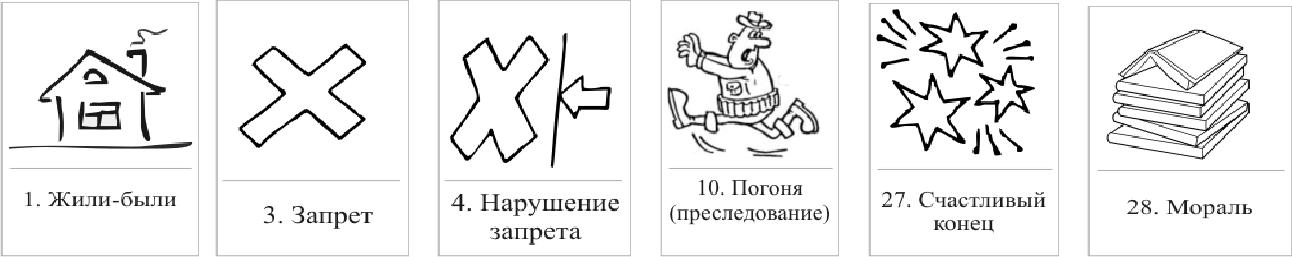 1. Жили-были
3. Запрет
4. Нарушение
запрета
10. Погоня
(преследование)
27. Счастливый
конец
28. Мораль